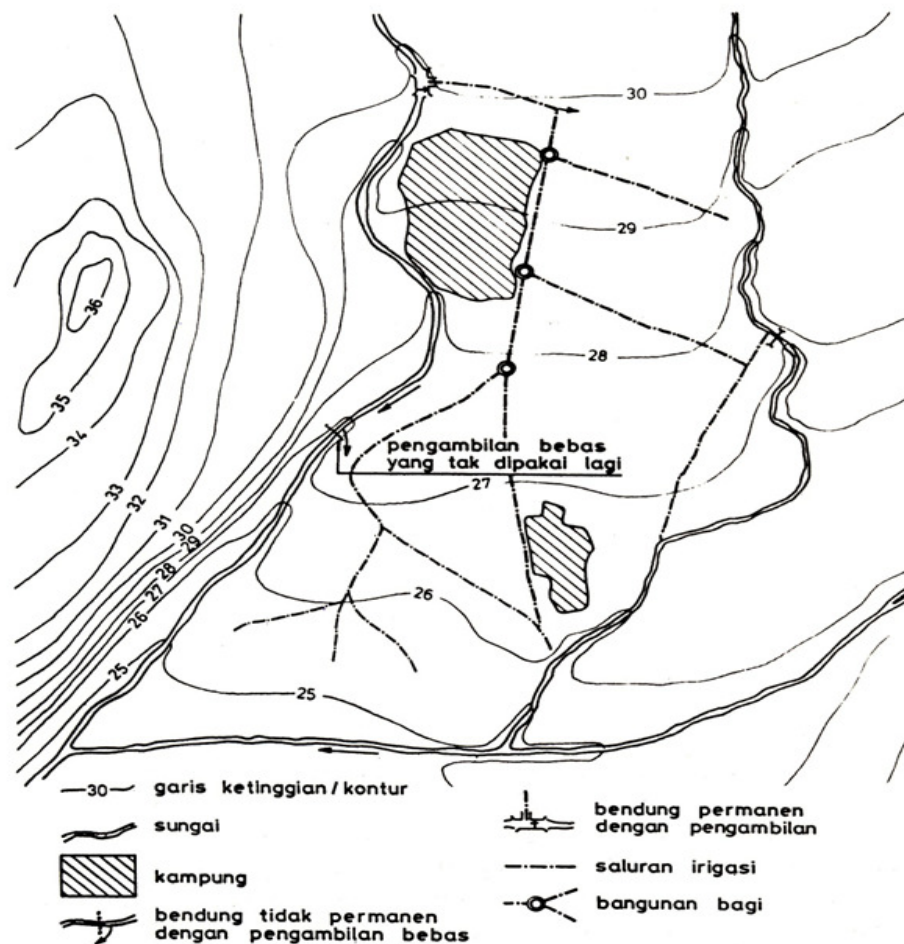 30
29
28
36
35
34
33
32
31
30
29
28
27
26
25
pengambilan bebas
yang tak dipakai lagi
27
26
25
—30— garis ketinggian/kontur
sungai
kampung
bendung tidak permanen
dengan pengambilan bebas
bendung permanen
dengan pengambilan
saluran irigasi
bangunan bagi